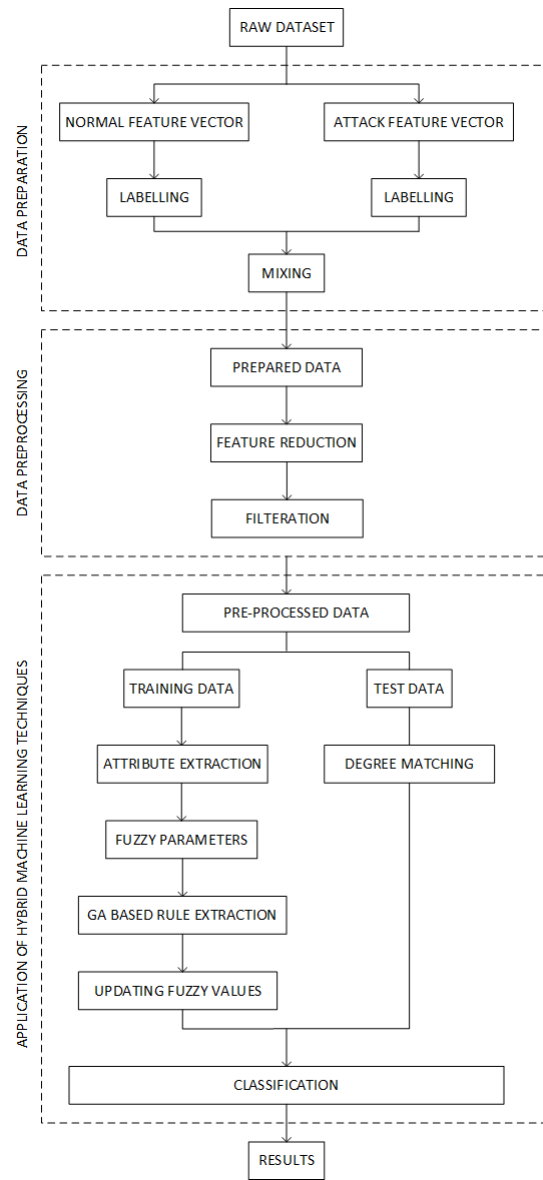 RAW DATASET
DATA PREPARATION
NORMAL FEATURE VECTOR
ATTACK FEATURE VECTOR
LABELLING
LABELLING
MIXING
DATA PREPROCESSING
PREPARED DATA
FEATURE REDUCTION
FILTERATION
APPLICATION OF HYBRID MACHINE LEARNING TECHNIQUES
PRE-PROCESSED DATA
TRAINING DATA
TEST DATA
ATTRIBUTE EXTRACTION
DEGREE MATCHING
FUZZY PARAMETERS
GA BASED RULE EXTRACTION
UPDATING FUZZY VALUES
CLASSIFICATION
RESULTS